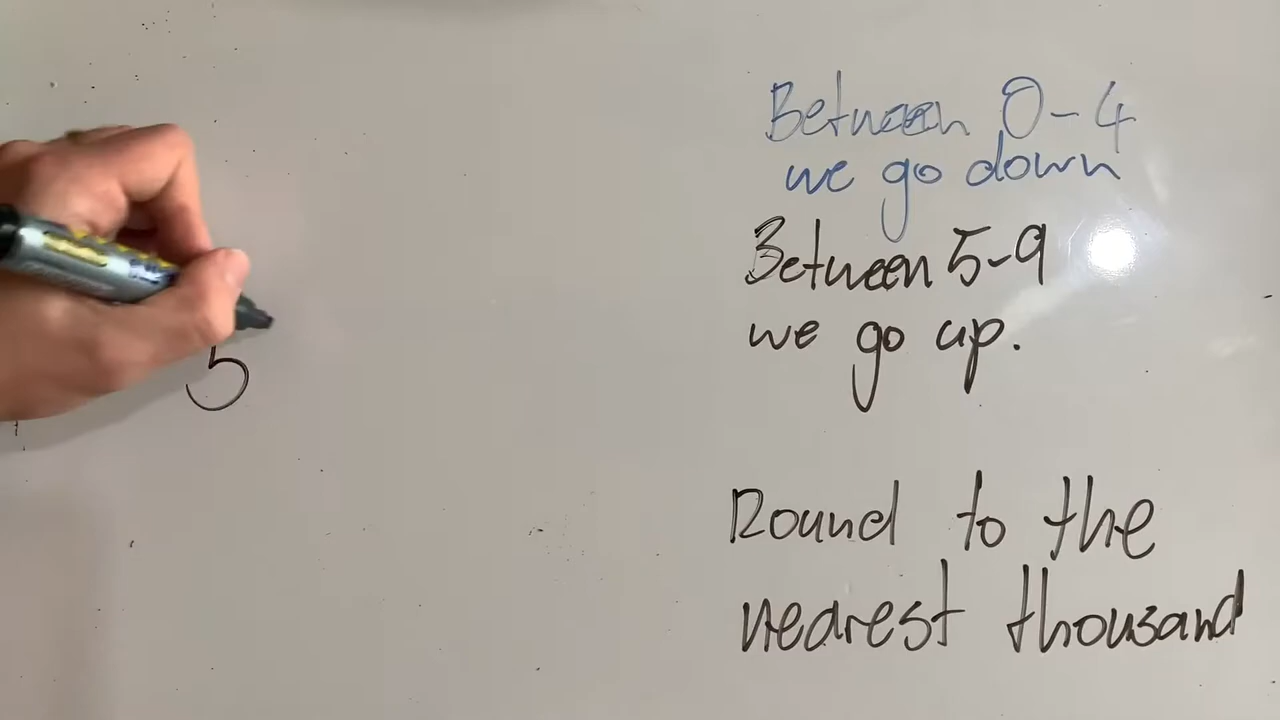 Between 0-4
we go down
Between 5-9
we go up.
5
Round to the
nearest thousand